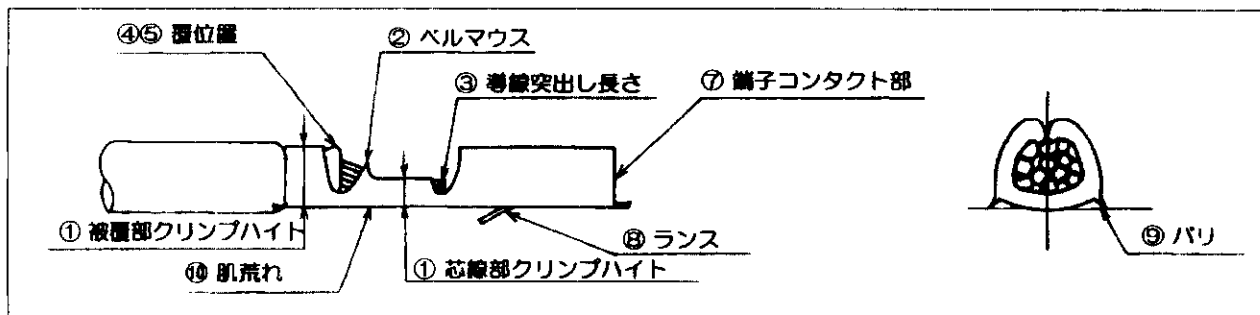 ④⑤ 覆位置
② ベルマウス
③ 導線突出し長さ
⑦ 端子コンタクト部
① 被覆部クリンプハイト
⑧ ランス
⑨ バリ
⑩ 肌荒れ
① 芯線部クリンプハイト